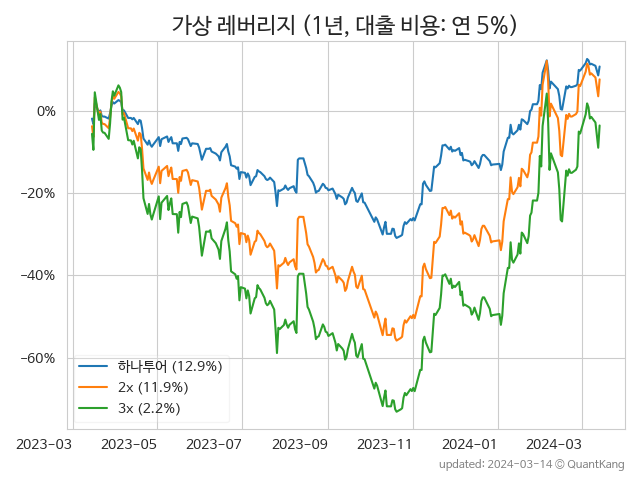 가상 레버리지 (1년, 대출 비용: 연 5%)
0%
−20%
−40%
−60%
하나투어 (12.9%)
2x (11.9%)
3x (2.2%)
2023-03 2023-05 2023-07 2023-09 2023-11 2024-01 2024-03
updated: 2024-03-14 © QuantKang